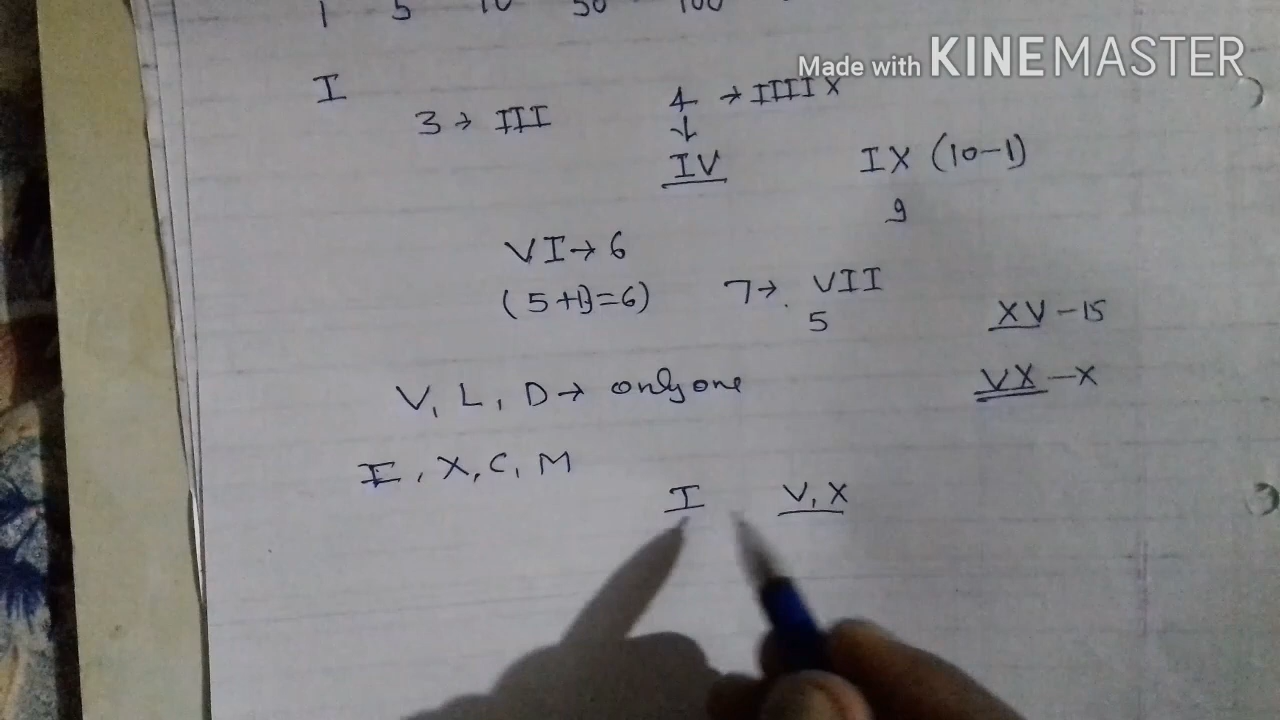 1 5 10 50 100
Made with KINEMASTER
I
3 → III
4 → IIII X
↓
IV
IX (10-1)
9
VI → 6
(5+1)=6)
7 → VII
5
XV - 15
VX - X
V, L, D → only one
I, X, C, M
I V, X